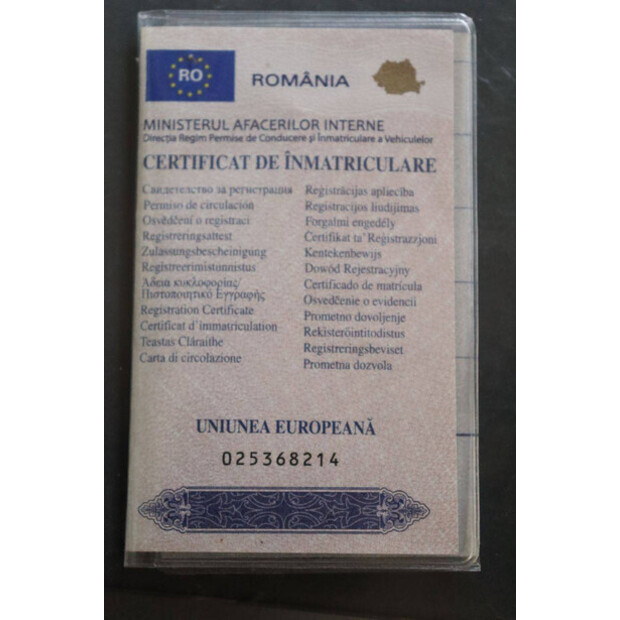 RO
ROMÂNIA
MINISTERUL AFACERILOR INTERNE
Direcția Regim Permise de Conducere și Înmatriculare a Vehiculelor
CERTIFICAT DE ÎNMATRICULARE
Свидетелство за регистрация
Permiso de circulación
Osvědčení o registraci
Registreringsattest
Zulassungsbescheinigung
Registreerimistunnistus
Άδεια κυκλοφορίας/
Πιστοποιητικό Εγγραφής
Registration Certificate
Certificat d'immatriculation
Teastas Cláraithe
Carta di circolazione
Reģistrācijas apliecība
Registracijos liudijimas
Forgalmi engedély
Ċertifikat ta' Reġistrazzjoni
Kentekenbewijs
Dowód Rejestracyjny
Certificado de matrícula
Osvedčenie o evidencii
Prometno dovoljenje
Rekisteröintitodistus
Registreringsbeviset
Prometna dozvola
UNIUNEA EUROPEANĂ
025368214